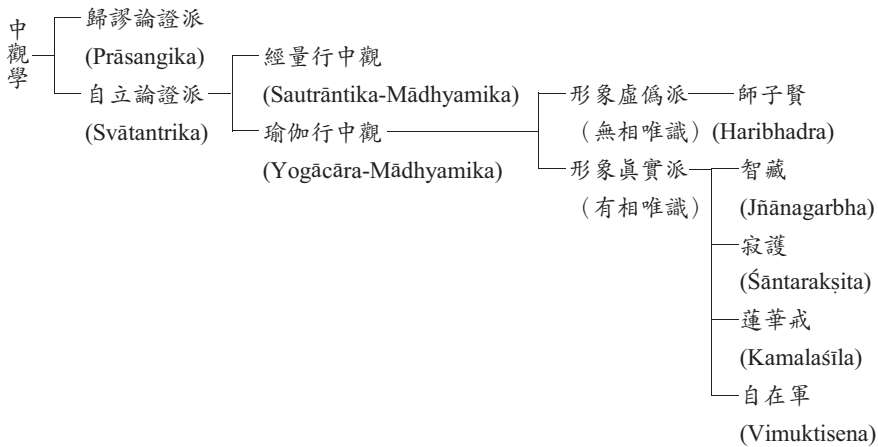 中觀學
歸謬論證派
(Prāsangika)
自立論證派
(Svātantrika)
經量行中觀
(Sautrāntika-Mādhyamika)
瑜伽行中觀
(Yogācāra-Mādhyamika)
形象虛僞派
（無相唯識）
師子賢
(Haribhadra)
形象眞實派
（有相唯識）
智藏
(Jñānagarbha)
寂護
(Śāntarakṣita)
蓮華戒
(Kamalaśīla)
自在軍
(Vimuktisena)